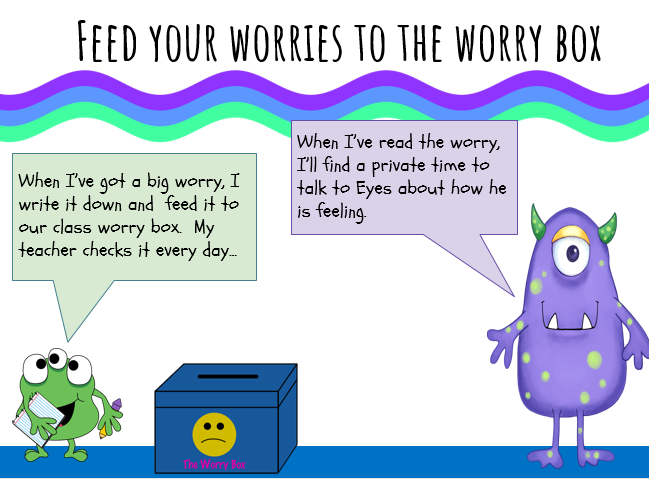 FEED YOUR WORRIES TO THE WORRY BOX
When I've read the worry,
I'll find a private time to
talk to Eyes about how he
is feeling.
When I've got a big worry, I
write it down and feed it to
our class worry box. My
teacher checks it every day...
The Worry Box